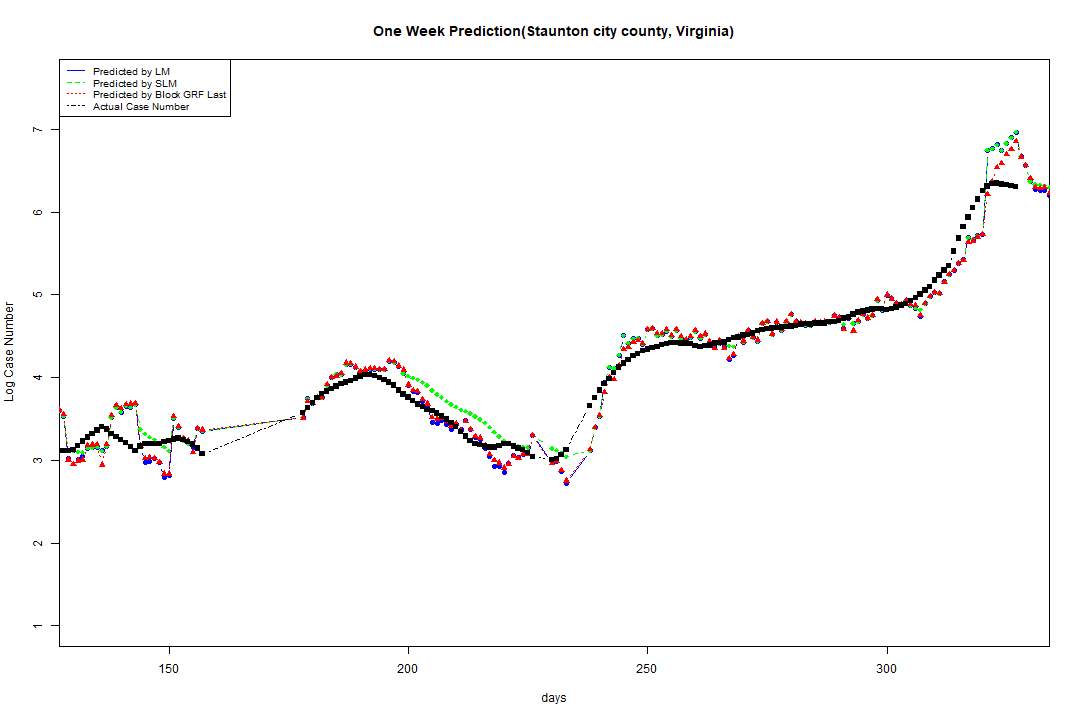 One Week Prediction(Staunton city county, Virginia)
Predicted by LM
Predicted by SLM
Predicted by Block GRF Last
Actual Case Number
7
6
5
4
3
2
1
Log Case Number
150 200 250 300
days